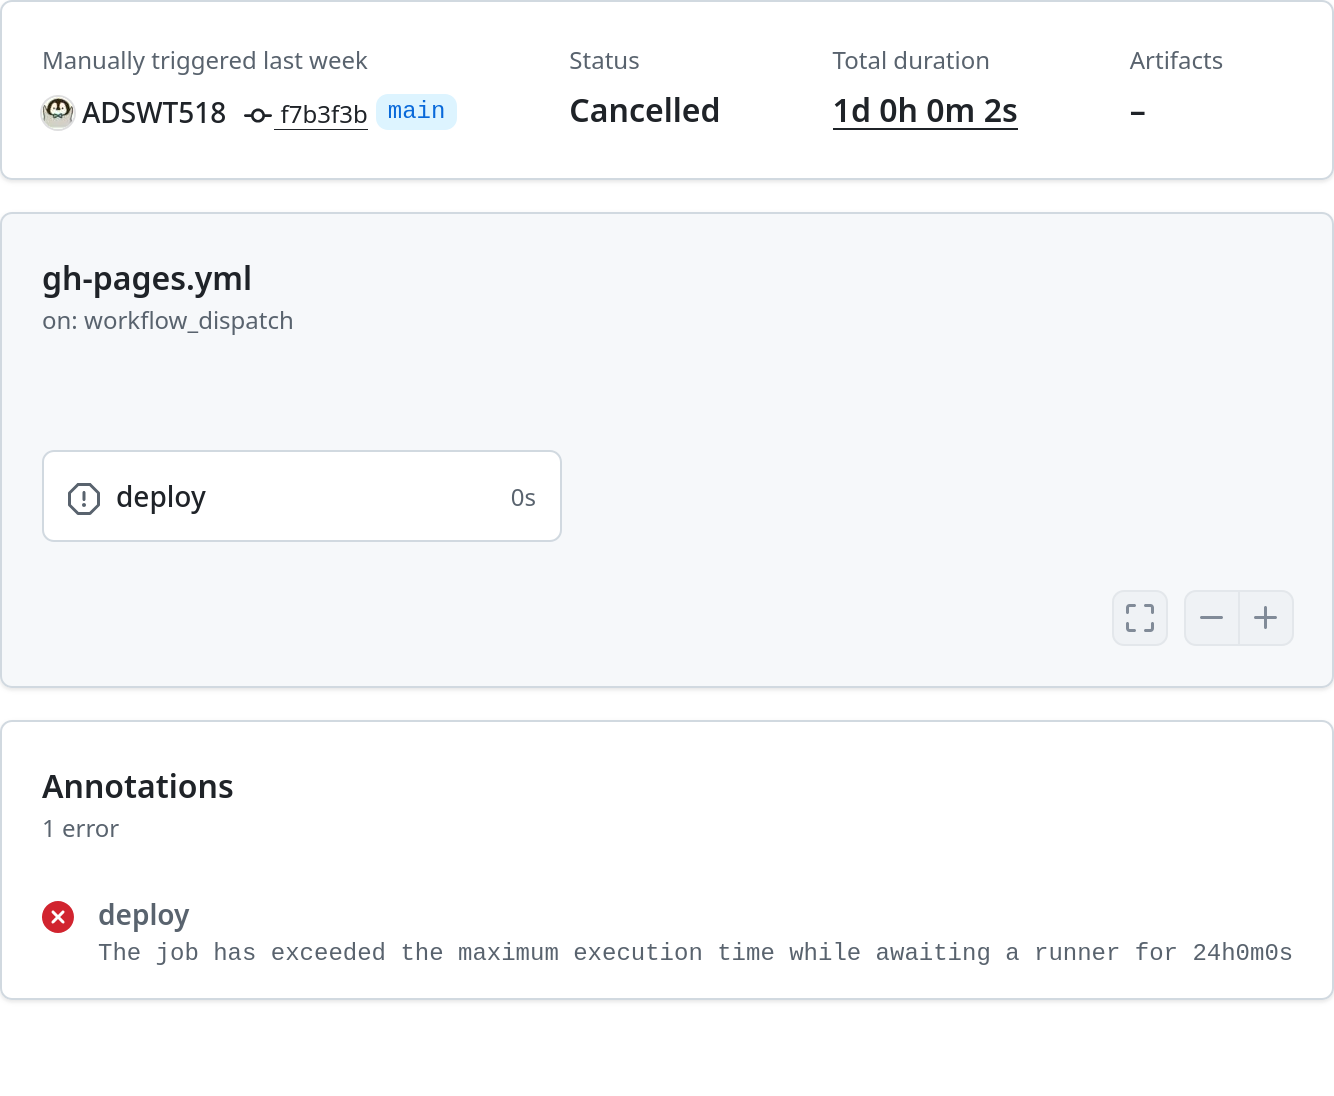 Manually triggered last week
ADSWT518 f7b3f3b main
Status
Cancelled
Total duration
1d 0h 0m 2s
Artifacts
–
gh-pages.yml
on: workflow_dispatch
deploy 0s
Annotations
1 error
deploy
The job has exceeded the maximum execution time while awaiting a runner for 24h0m0s